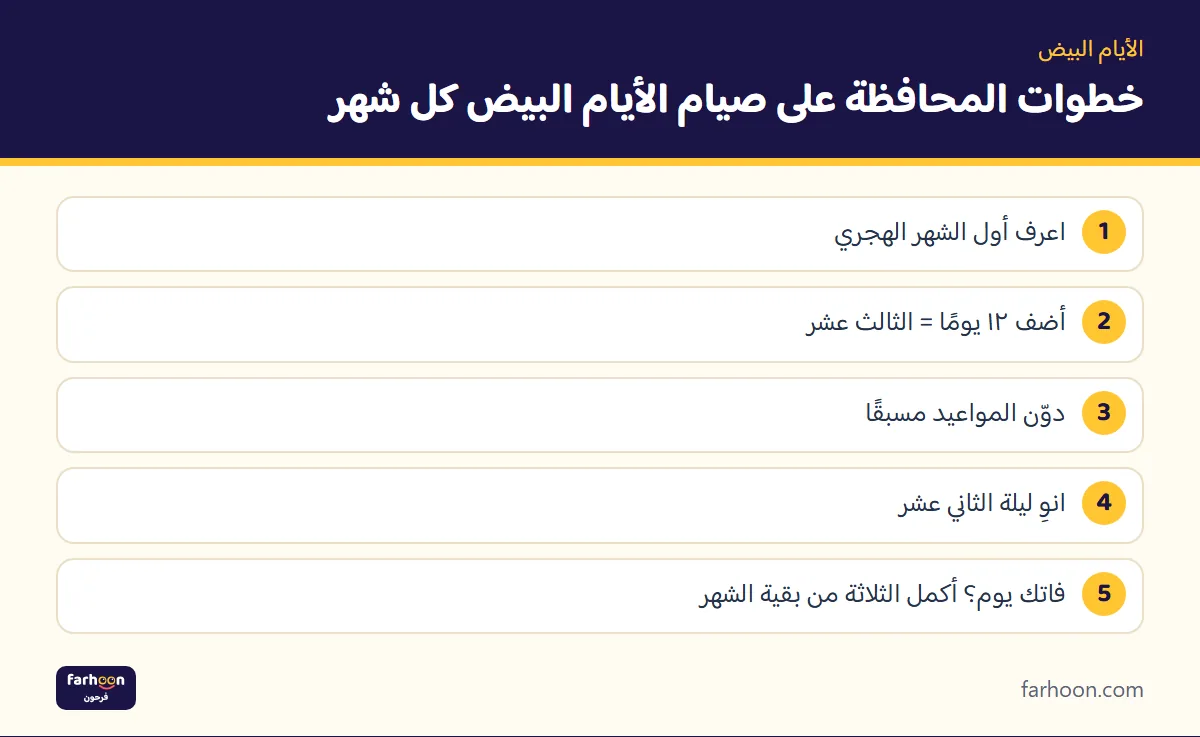 الأيام البيض
خطوات المحافظة على صيام الأيام البيض كل شهر
1 اعرف أول الشهر الهجري
2 أضف ١٢ يومًا = الثالث عشر
3 دوّن المواعيد مسبقًا
4 انوِ ليلة الثاني عشر
5 فاتك يوم؟ أكمل الثلاثة من بقية الشهر
farhoon.com
farhoon
فرحون